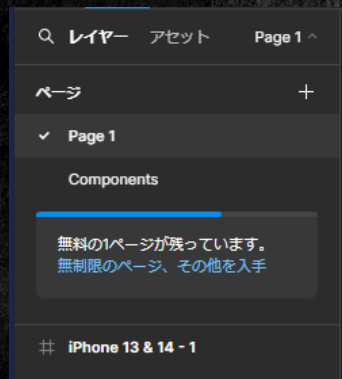 レイヤー アセット Page 1
ページ
Page 1
Components
無料の1ページが残っています。
無制限のページ、その他を入手
iPhone 13 & 14 - 1